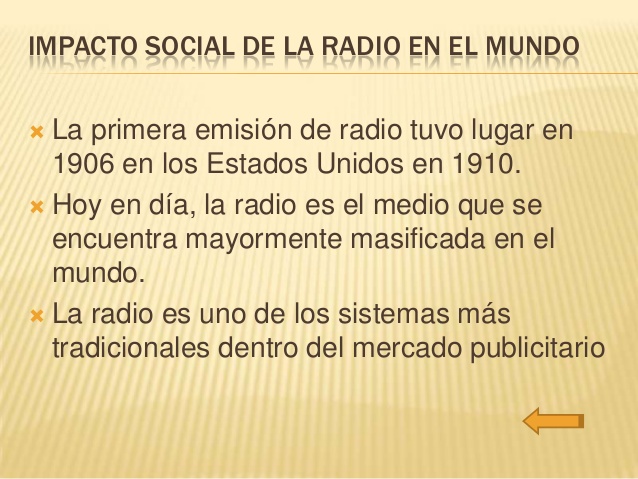 IMPACTO SOCIAL DE LA RADIO EN EL MUNDO
La primera emisión de radio tuvo lugar en
1906 en los Estados Unidos en 1910.
Hoy en día, la radio es el medio que se
encuentra mayormente masificada en el
mundo.
La radio es uno de los sistemas más
tradicionales dentro del mercado publicitario